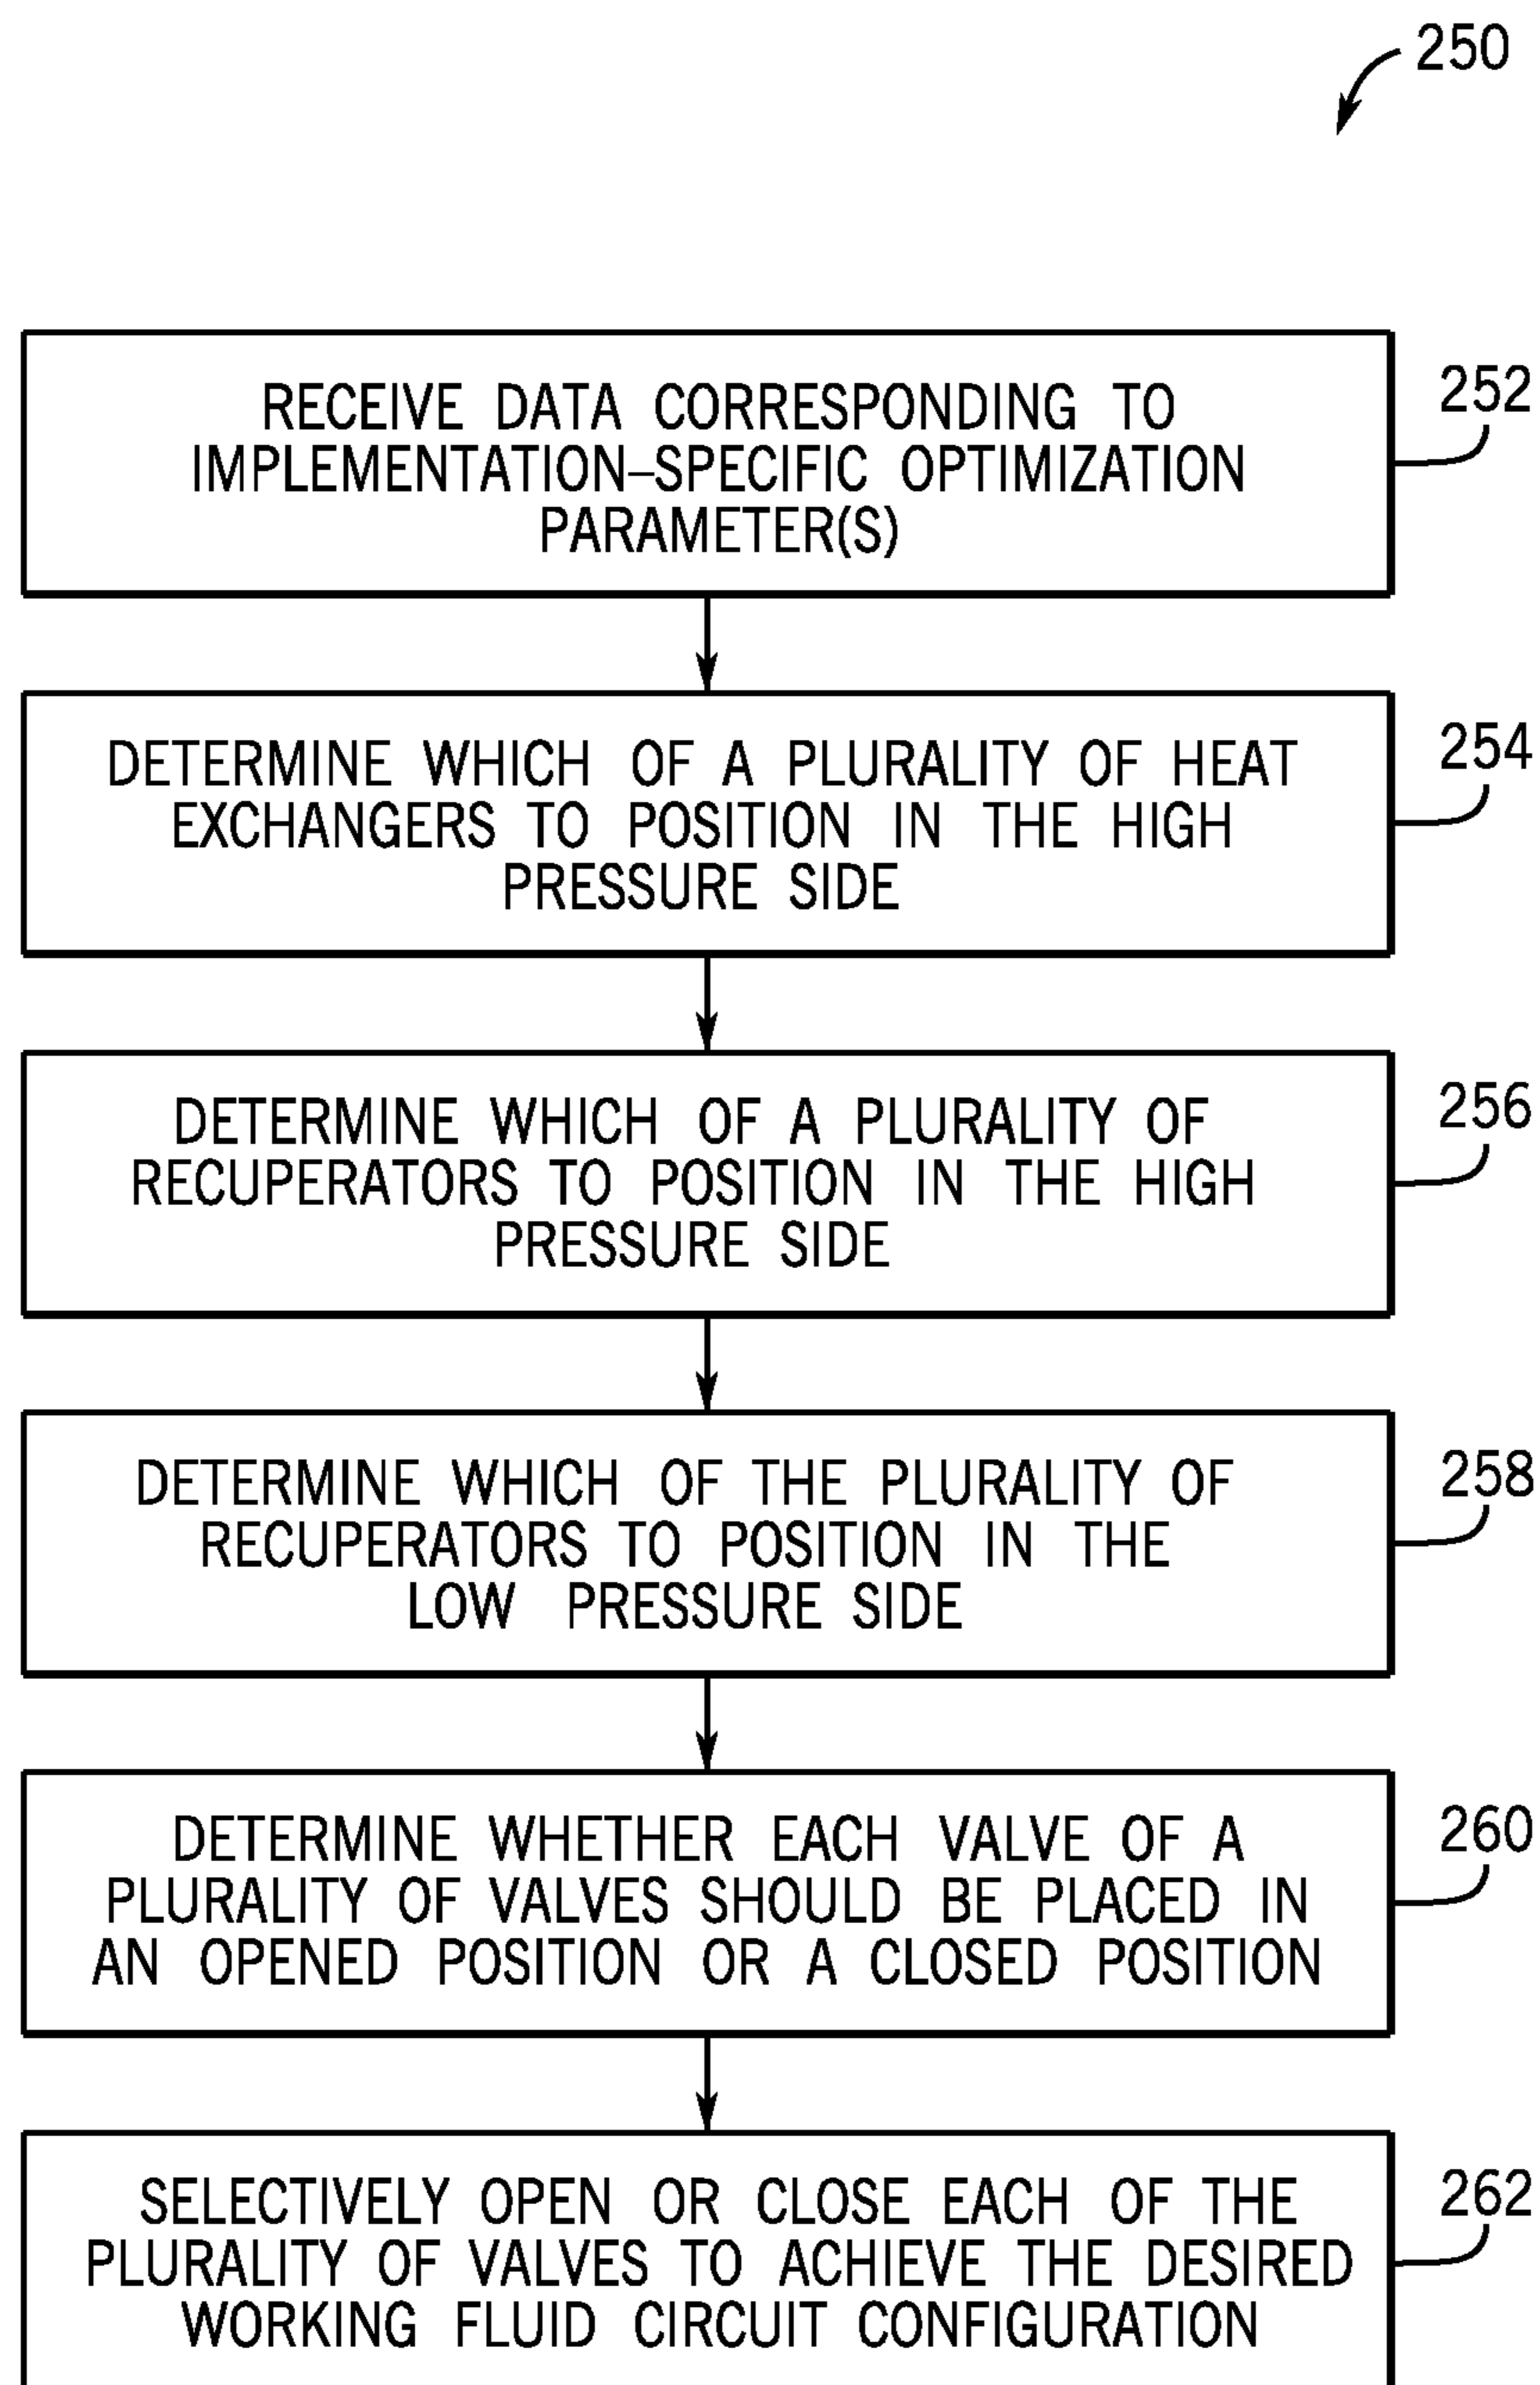 250
RECEIVE DATA CORRESPONDING TO
IMPLEMENTATION–SPECIFIC OPTIMIZATION
PARAMETER(S)
252
DETERMINE WHICH OF A PLURALITY OF HEAT
EXCHANGERS TO POSITION IN THE HIGH
PRESSURE SIDE
254
DETERMINE WHICH OF A PLURALITY OF
RECUPERATORS TO POSITION IN THE HIGH
PRESSURE SIDE
256
DETERMINE WHICH OF THE PLURALITY OF
RECUPERATORS TO POSITION IN THE
LOW PRESSURE SIDE
258
DETERMINE WHETHER EACH VALVE OF A
PLURALITY OF VALVES SHOULD BE PLACED IN
AN OPENED POSITION OR A CLOSED POSITION
260
SELECTIVELY OPEN OR CLOSE EACH OF THE
PLURALITY OF VALVES TO ACHIEVE THE DESIRED
WORKING FLUID CIRCUIT CONFIGURATION
262